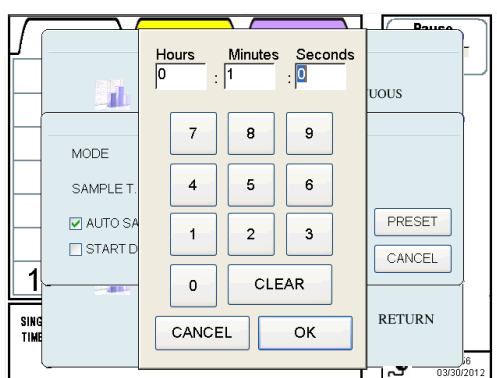 Pause
Hours Minutes Seconds
0 : 1 : 0
UOUS
7 8 9
MODE
SAMPLE T.
4 5 6
AUTO SA
1 2 3
PRESET
START D
CANCEL
1
0 CLEAR
SING
TIME
CANCEL OK
RETURN
03/30/2012